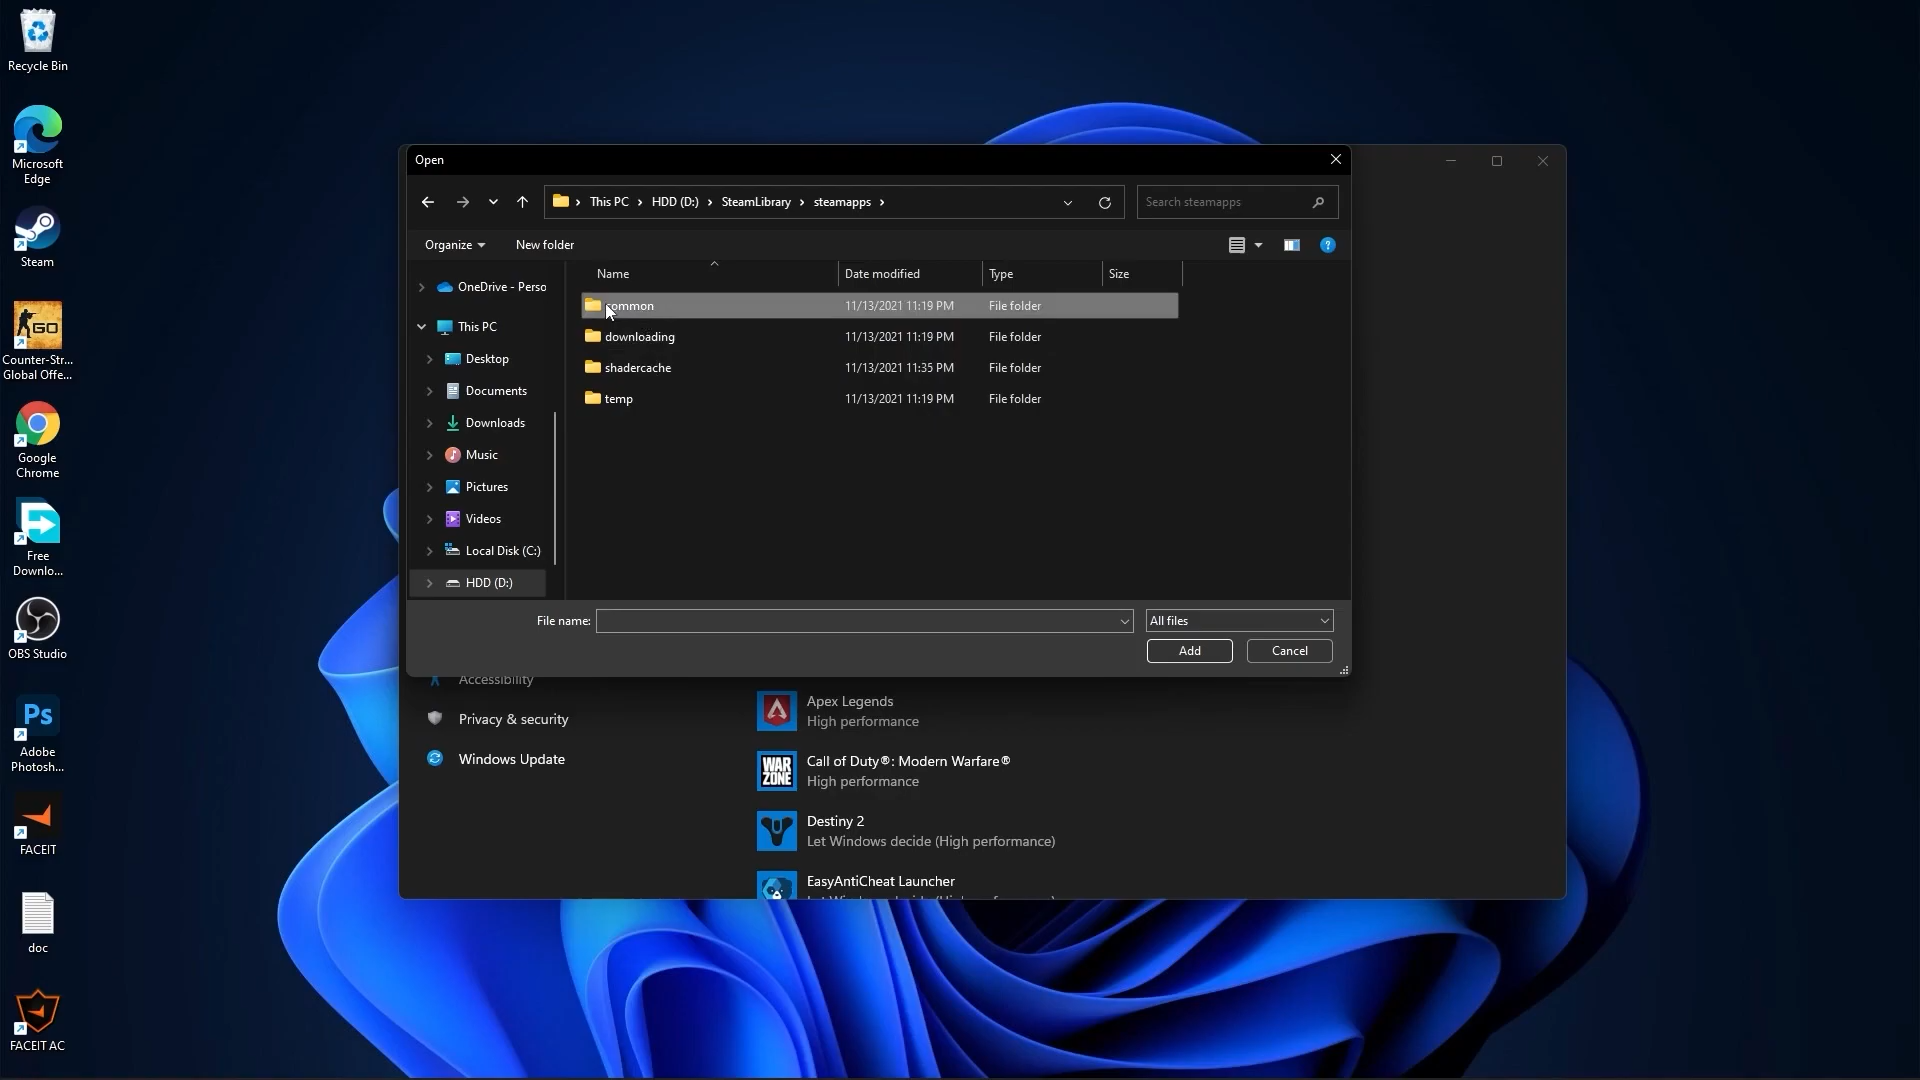 Recycle Bin
Microsoft
Edge
Steam
GO
Counter-Str...
Global Offe...
Google
Chrome
Free
Downlo...
OBS Studio
Ps
Adobe
Photosh...
FACEIT
doc
FACEIT AC
Open
This PC > HDD (D:) > SteamLibrary > steamapps >
Search steamapps
Organize
New folder
?
Name
Date modified
Type
Size
OneDrive - Perso
This PC
Desktop
Documents
Downloads
Music
Pictures
Videos
Local Disk (C:)
HDD (D:)
common 11/13/2021 11:19 PM File folder
downloading 11/13/2021 11:19 PM File folder
shadercache 11/13/2021 11:35 PM File folder
temp 11/13/2021 11:19 PM File folder
File name:
All files
Add
Cancel
Accessibility
Privacy & security
Windows Update
Apex Legends
High performance
WAR
ZONE
Call of Duty®: Modern Warfare®
High performance
Destiny 2
Let Windows decide (High performance)
EasyAntiCheat Launcher